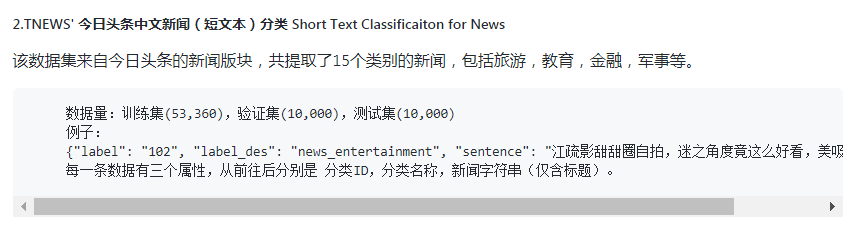 2.TNEWS' 今日头条中文新闻（短文本）分类 Short Text Classificaiton for News
该数据集来自今日头条的新闻版块，共提取了15个类别的新闻，包括旅游，教育，金融，军事等。
数据量：训练集(53,360)，验证集(10,000)，测试集(10,000)
例子：
{"label": "102", "label_des": "news_entertainment", "sentence": "江疏影甜甜圈自拍，迷之角度竟这么好看，美吸
每一条数据有三个属性，从前往后分别是 分类ID，分类名称，新闻字符串（仅含标题）。